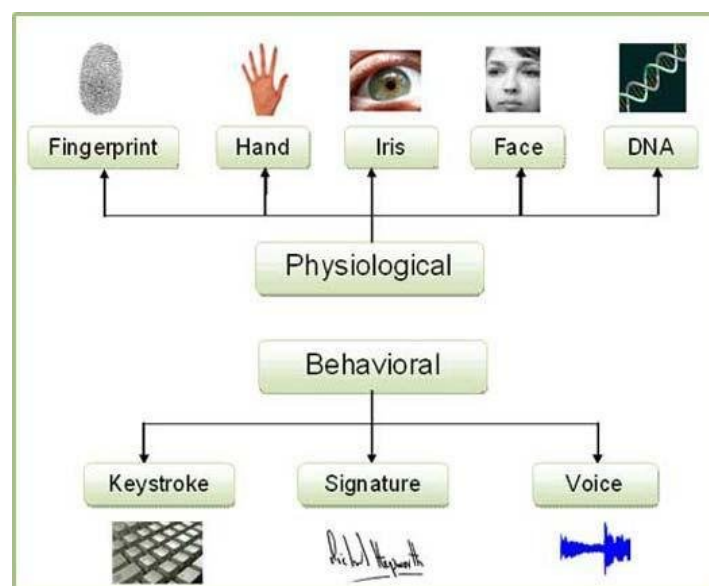 Fingerprint
Hand
Iris
Face
DNA
Physiological
Behavioral
Keystroke
Signature
Voice